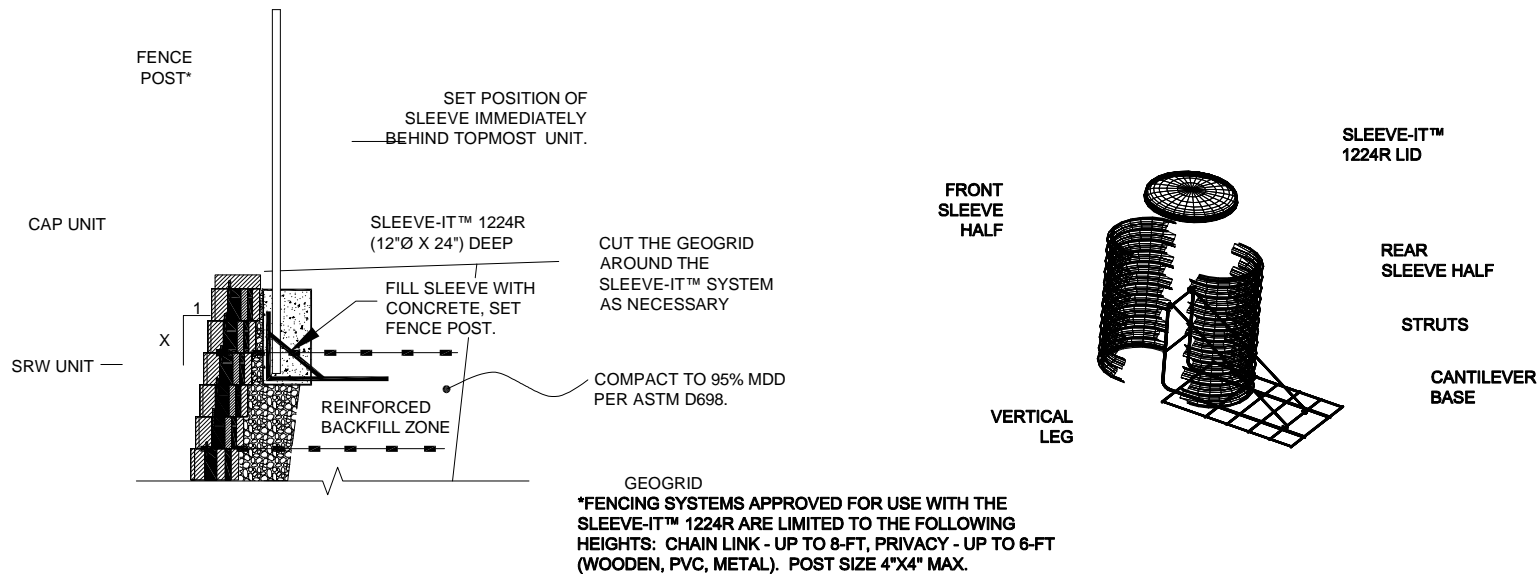 FENCE
POST*
SET POSITION OF
SLEEVE IMMEDIATELY
BEHIND TOPMOST UNIT.
CAP UNIT
SLEEVE-IT™ 1224R
(12"Ø X 24") DEEP
CUT THE GEOGRID
AROUND THE
SLEEVE-IT™ SYSTEM
AS NECESSARY
FILL SLEEVE WITH
CONCRETE, SET
FENCE POST.
1
X
SRW UNIT
COMPACT TO 95% MDD
PER ASTM D698.
REINFORCED
BACKFILL ZONE
GEOGRID
*FENCING SYSTEMS APPROVED FOR USE WITH THE
SLEEVE-IT™ 1224R ARE LIMITED TO THE FOLLOWING
HEIGHTS: CHAIN LINK - UP TO 8-FT, PRIVACY - UP TO 6-FT
(WOODEN, PVC, METAL). POST SIZE 4"X4" MAX.
SLEEVE-IT™
1224R LID
FRONT
SLEEVE
HALF
REAR
SLEEVE HALF
STRUTS
CANTILEVER
BASE
VERTICAL
LEG